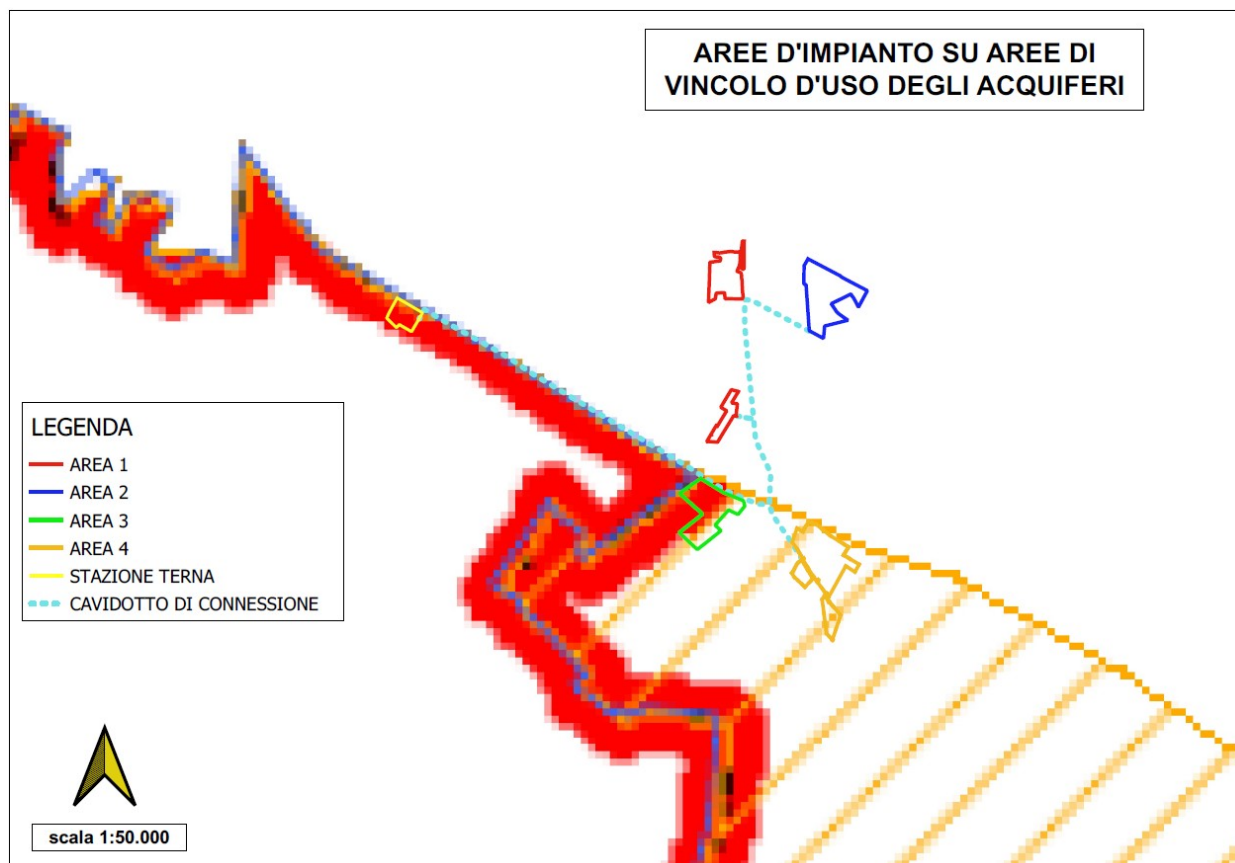 AREE D'IMPIANTO SU AREE DI
VINCOLO D'USO DEGLI ACQUIFERI
LEGENDA
AREA 1
AREA 2
AREA 3
AREA 4
STAZIONE TERNA
CAVIDOTTO DI CONNESSIONE
scala 1:50.000